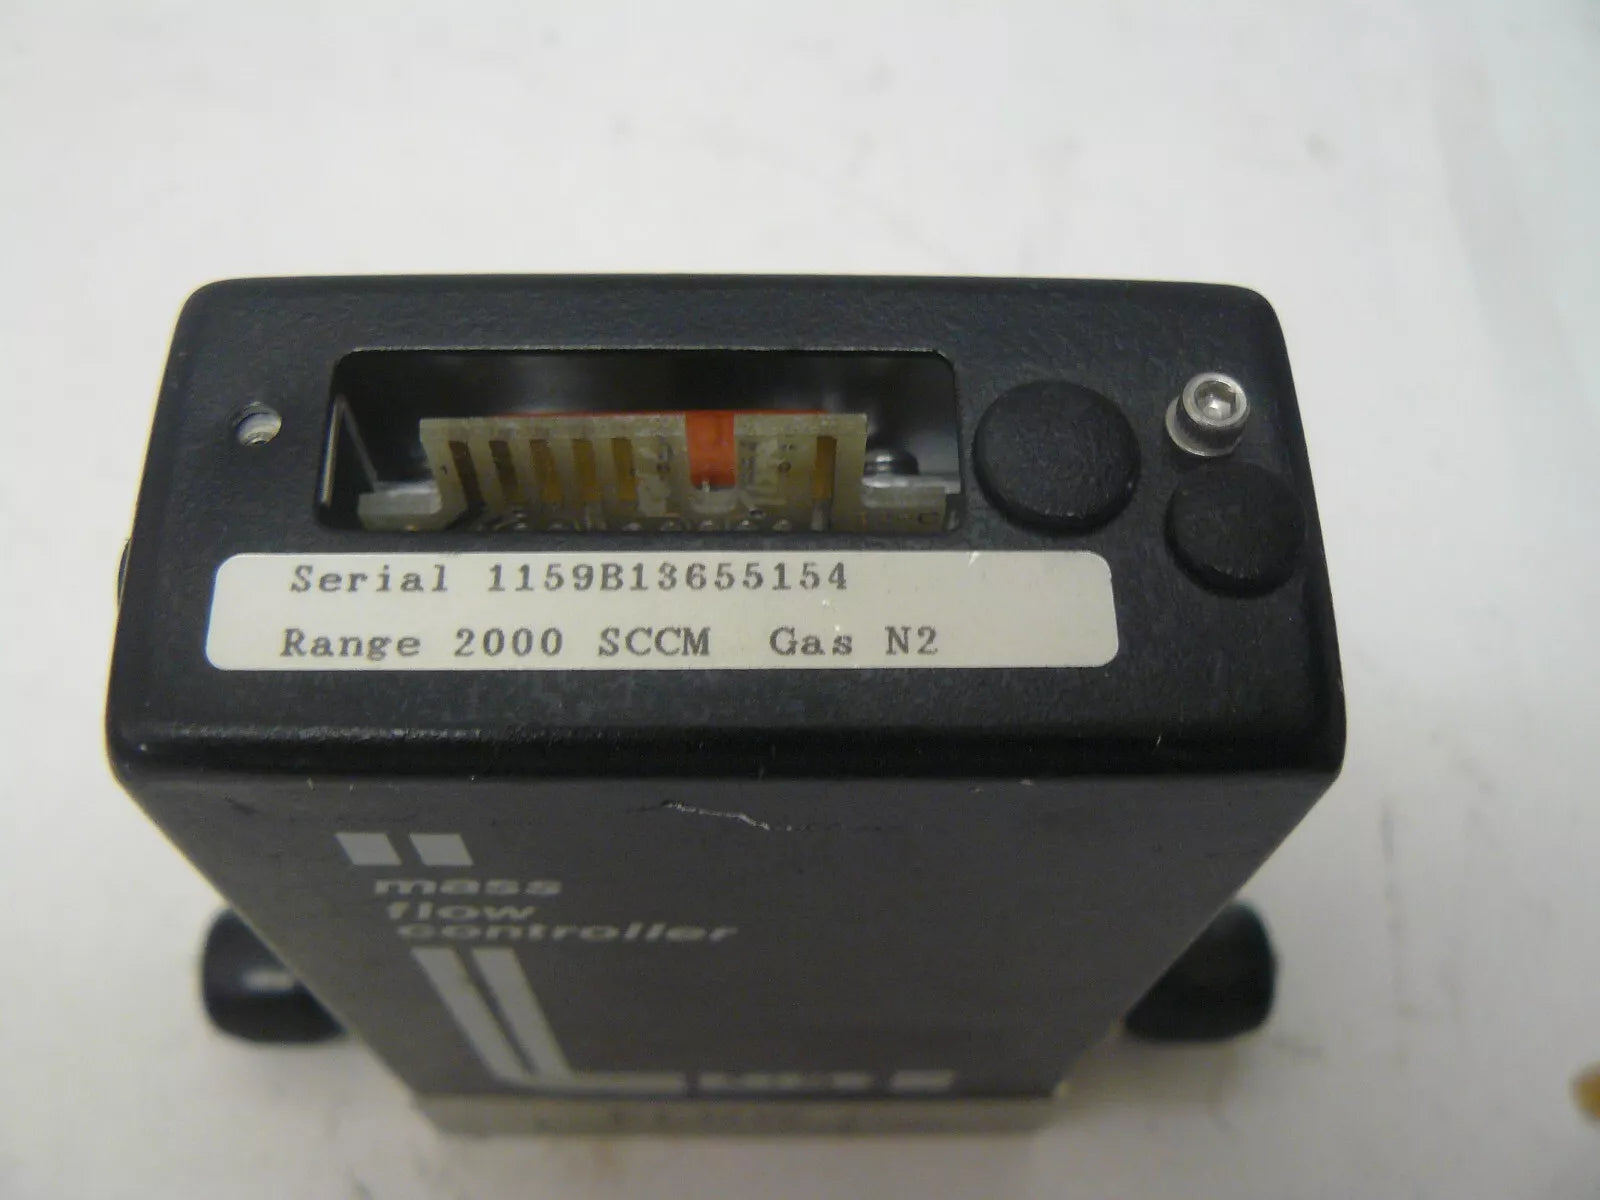 Serial 1159B13655154
Range 2000 SCCM Gas N2
mass
flow
controller